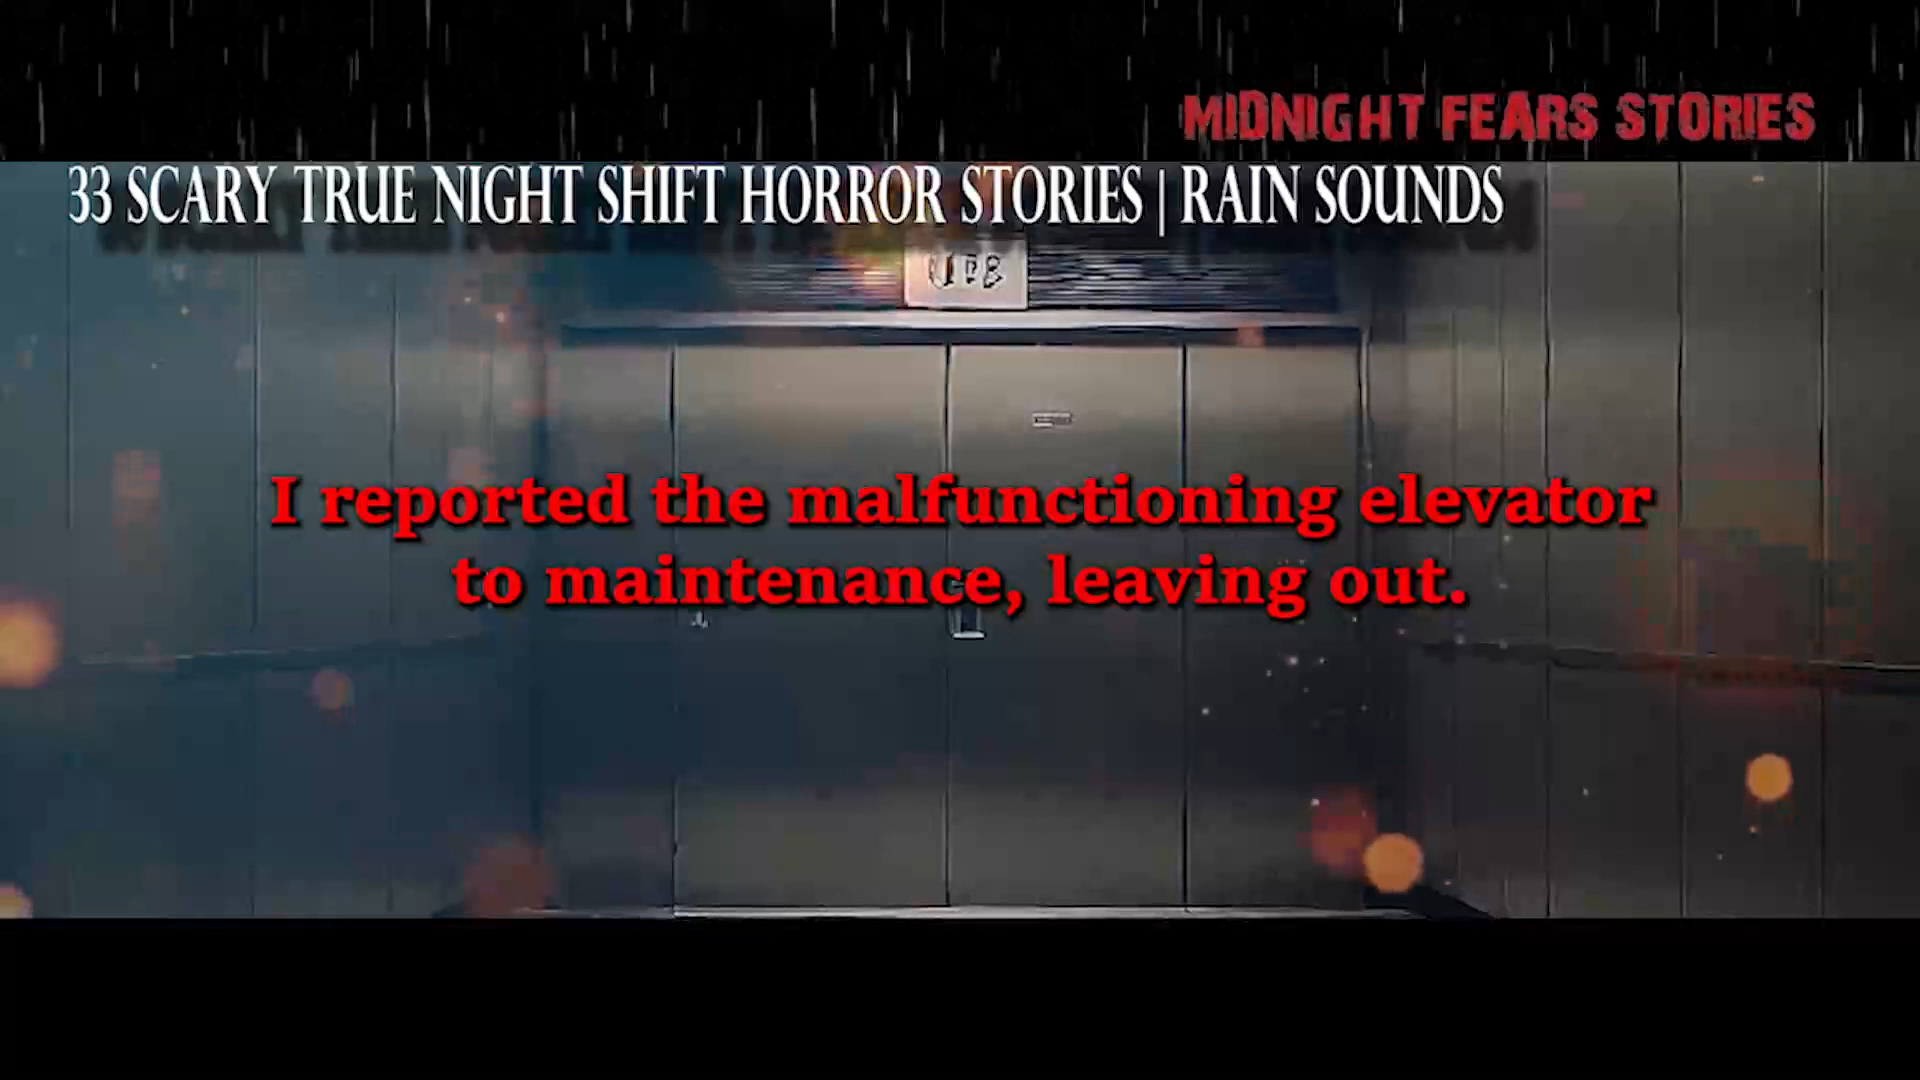 MIDNIGHT FEARS STORIES
33 SCARY TRUE NIGHT SHIFT HORROR STORIES | RAIN SOUNDS
I reported the malfunctioning elevator
to maintenance, leaving out.